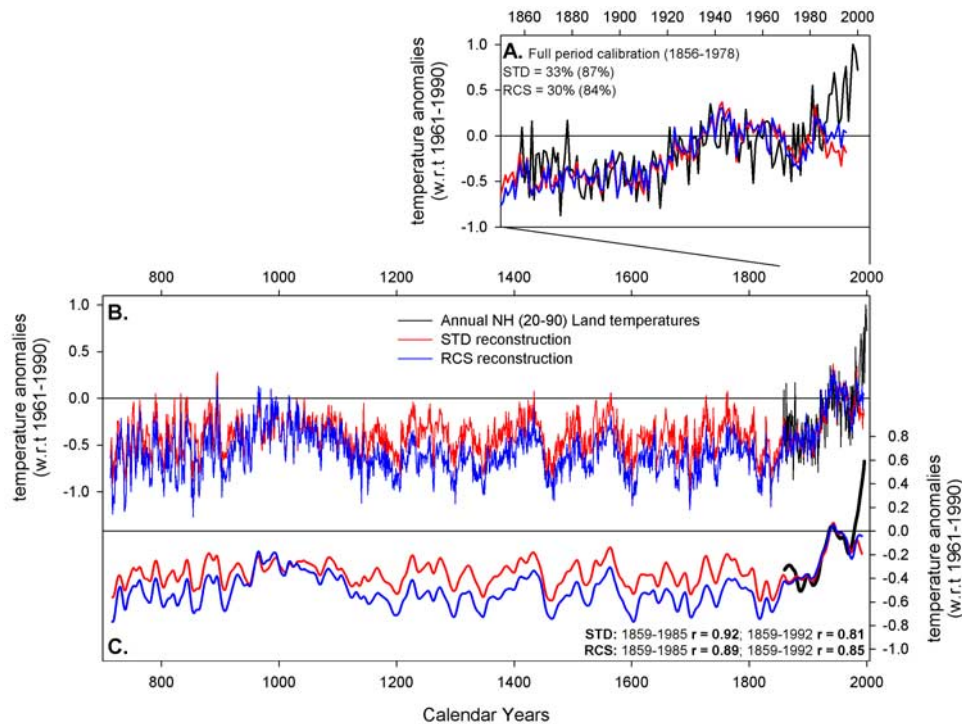 1860 1880 1900 1920 1940 1960 1980 2000
A. Full period calibration (1856-1978)
STD = 33% (87%)
RCS = 30% (84%)
1.0
0.5
0.0
-0.5
-1.0
temperature anomalies
(w.r.t 1961-1990)
800 1000 1200 1400 1600 1800 2000
B.
Annual NH (20-90) Land temperatures
STD reconstruction
RCS reconstruction
1.0
0.5
0.0
-0.5
-1.0
temperature anomalies
(w.r.t 1961-1990)
0.8
0.6
0.4
0.2
0.0
-0.2
-0.4
-0.6
-0.8
-1.0
temperature anomalies
(w.r.t 1961-1990)
C.
STD: 1859-1985 r = 0.92; 1859-1992 r = 0.81
RCS: 1859-1985 r = 0.89; 1859-1992 r = 0.85
800 1000 1200 1400 1600 1800 2000
Calendar Years